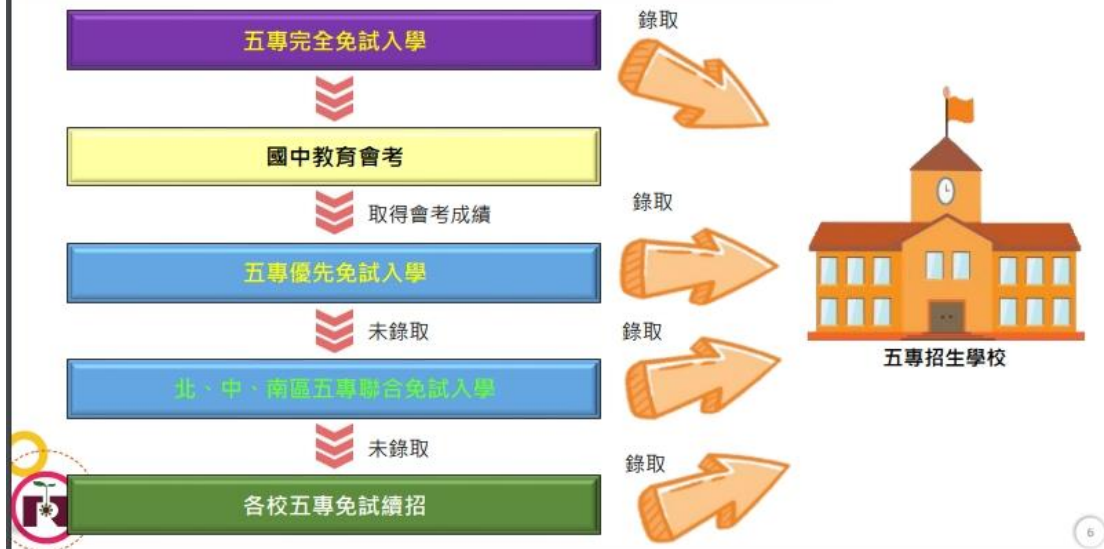 五專完全免試入學
錄取
國中教育會考
取得會考成績
錄取
五專優先免試入學
未錄取
錄取
五專招生學校
北、中、南區五專聯合免試入學
未錄取
錄取
各校五專免試續招
6